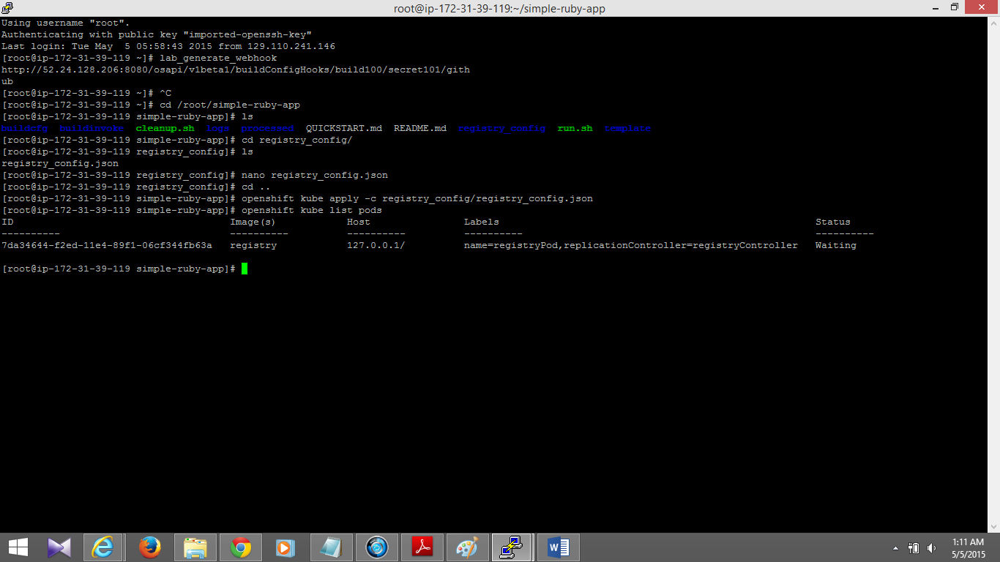 root@ip-172-31-39-119:~/simple-ruby-app
Using username "root".
Authenticating with public key "imported-openssh-key"
Last login: Tue May  5 05:58:43 2015 from 129.110.241.146
[root@ip-172-31-39-119 ~]# lab_generate_webhook
http://52.24.128.206:8080/osapi/v1beta1/buildConfigHooks/build100/secret101/gith
ub
[root@ip-172-31-39-119 ~]# ^C
[root@ip-172-31-39-119 ~]# cd /root/simple-ruby-app
[root@ip-172-31-39-119 simple-ruby-app]# ls
buildcfg  buildinvoke  cleanup.sh  logs  processed  QUICKSTART.md  README.md  registry_config  run.sh  template
[root@ip-172-31-39-119 simple-ruby-app]# cd registry_config/
[root@ip-172-31-39-119 registry_config]# ls
registry_config.json
[root@ip-172-31-39-119 registry_config]# nano registry_config.json
[root@ip-172-31-39-119 registry_config]# cd ..
[root@ip-172-31-39-119 simple-ruby-app]# openshift kube apply -c registry_config/registry_config.json
[root@ip-172-31-39-119 simple-ruby-app]# openshift kube list pods
ID                                     Image(s)            Host                Labels                                                      Status
----------                             ----------          ----------          ----------                                                  ----------
7da34644-f2ed-11e4-89f1-06cf344fb63a   registry            127.0.0.1/          name=registryPod,replicationController=registryController   Waiting
[root@ip-172-31-39-119 simple-ruby-app]#
1:11 AM
5/5/2015